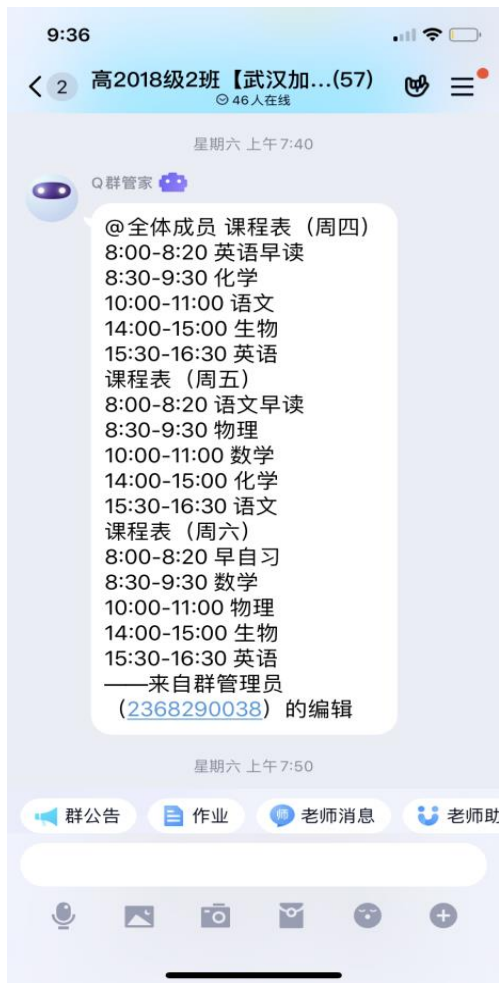 9:36
2
高2018级2班【武汉加...(57)
46人在线
星期六 上午7:40
Q群管家
@全体成员 课程表（周四）
8:00-8:20 英语早读
8:30-9:30 化学
10:00-11:00 语文
14:00-15:00 生物
15:30-16:30 英语
课程表（周五）
8:00-8:20 语文早读
8:30-9:30 物理
10:00-11:00 数学
14:00-15:00 化学
15:30-16:30 语文
课程表（周六）
8:00-8:20 早自习
8:30-9:30 数学
10:00-11:00 物理
14:00-15:00 生物
15:30-16:30 英语
——来自群管理员
（2368290038）的编辑
星期六 上午7:50
群公告 作业 师 老师消息 老师助